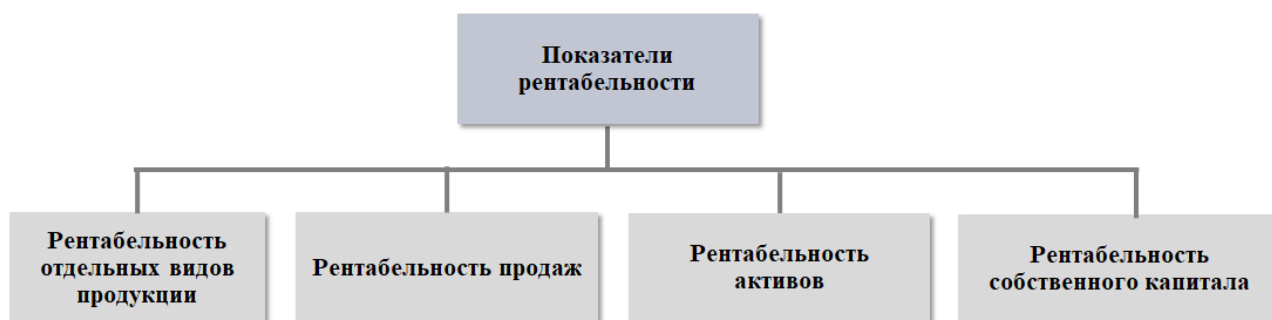 Показатели
рентабельности
Рентабельность
отдельных видов
продукции
Рентабельность продаж
Рентабельность
активов
Рентабельность
собственного капитала